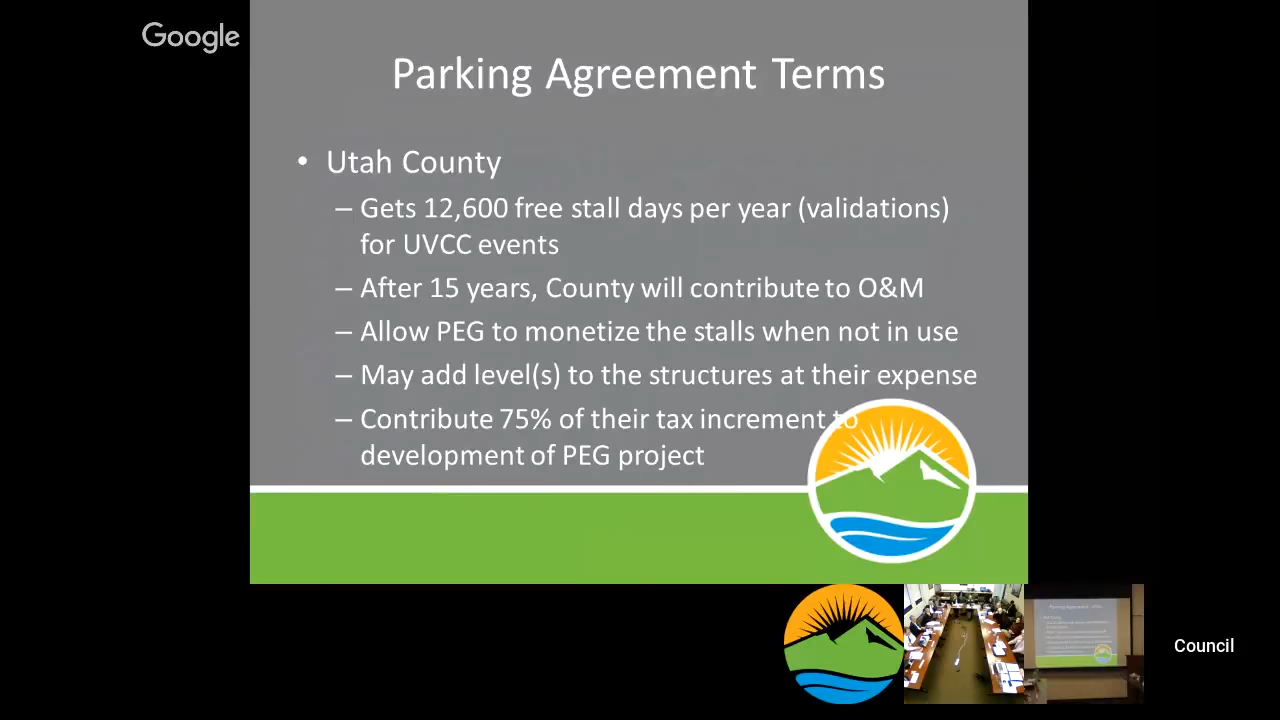 Google
Parking Agreement Terms
• Utah County
– Gets 12,600 free stall days per year (validations)
for UVCC events
– After 15 years, County will contribute to O&M
– Allow PEG to monetize the stalls when not in use
– May add level(s) to the structures at their expense
– Contribute 75% of their tax increment to
development of PEG project
Council